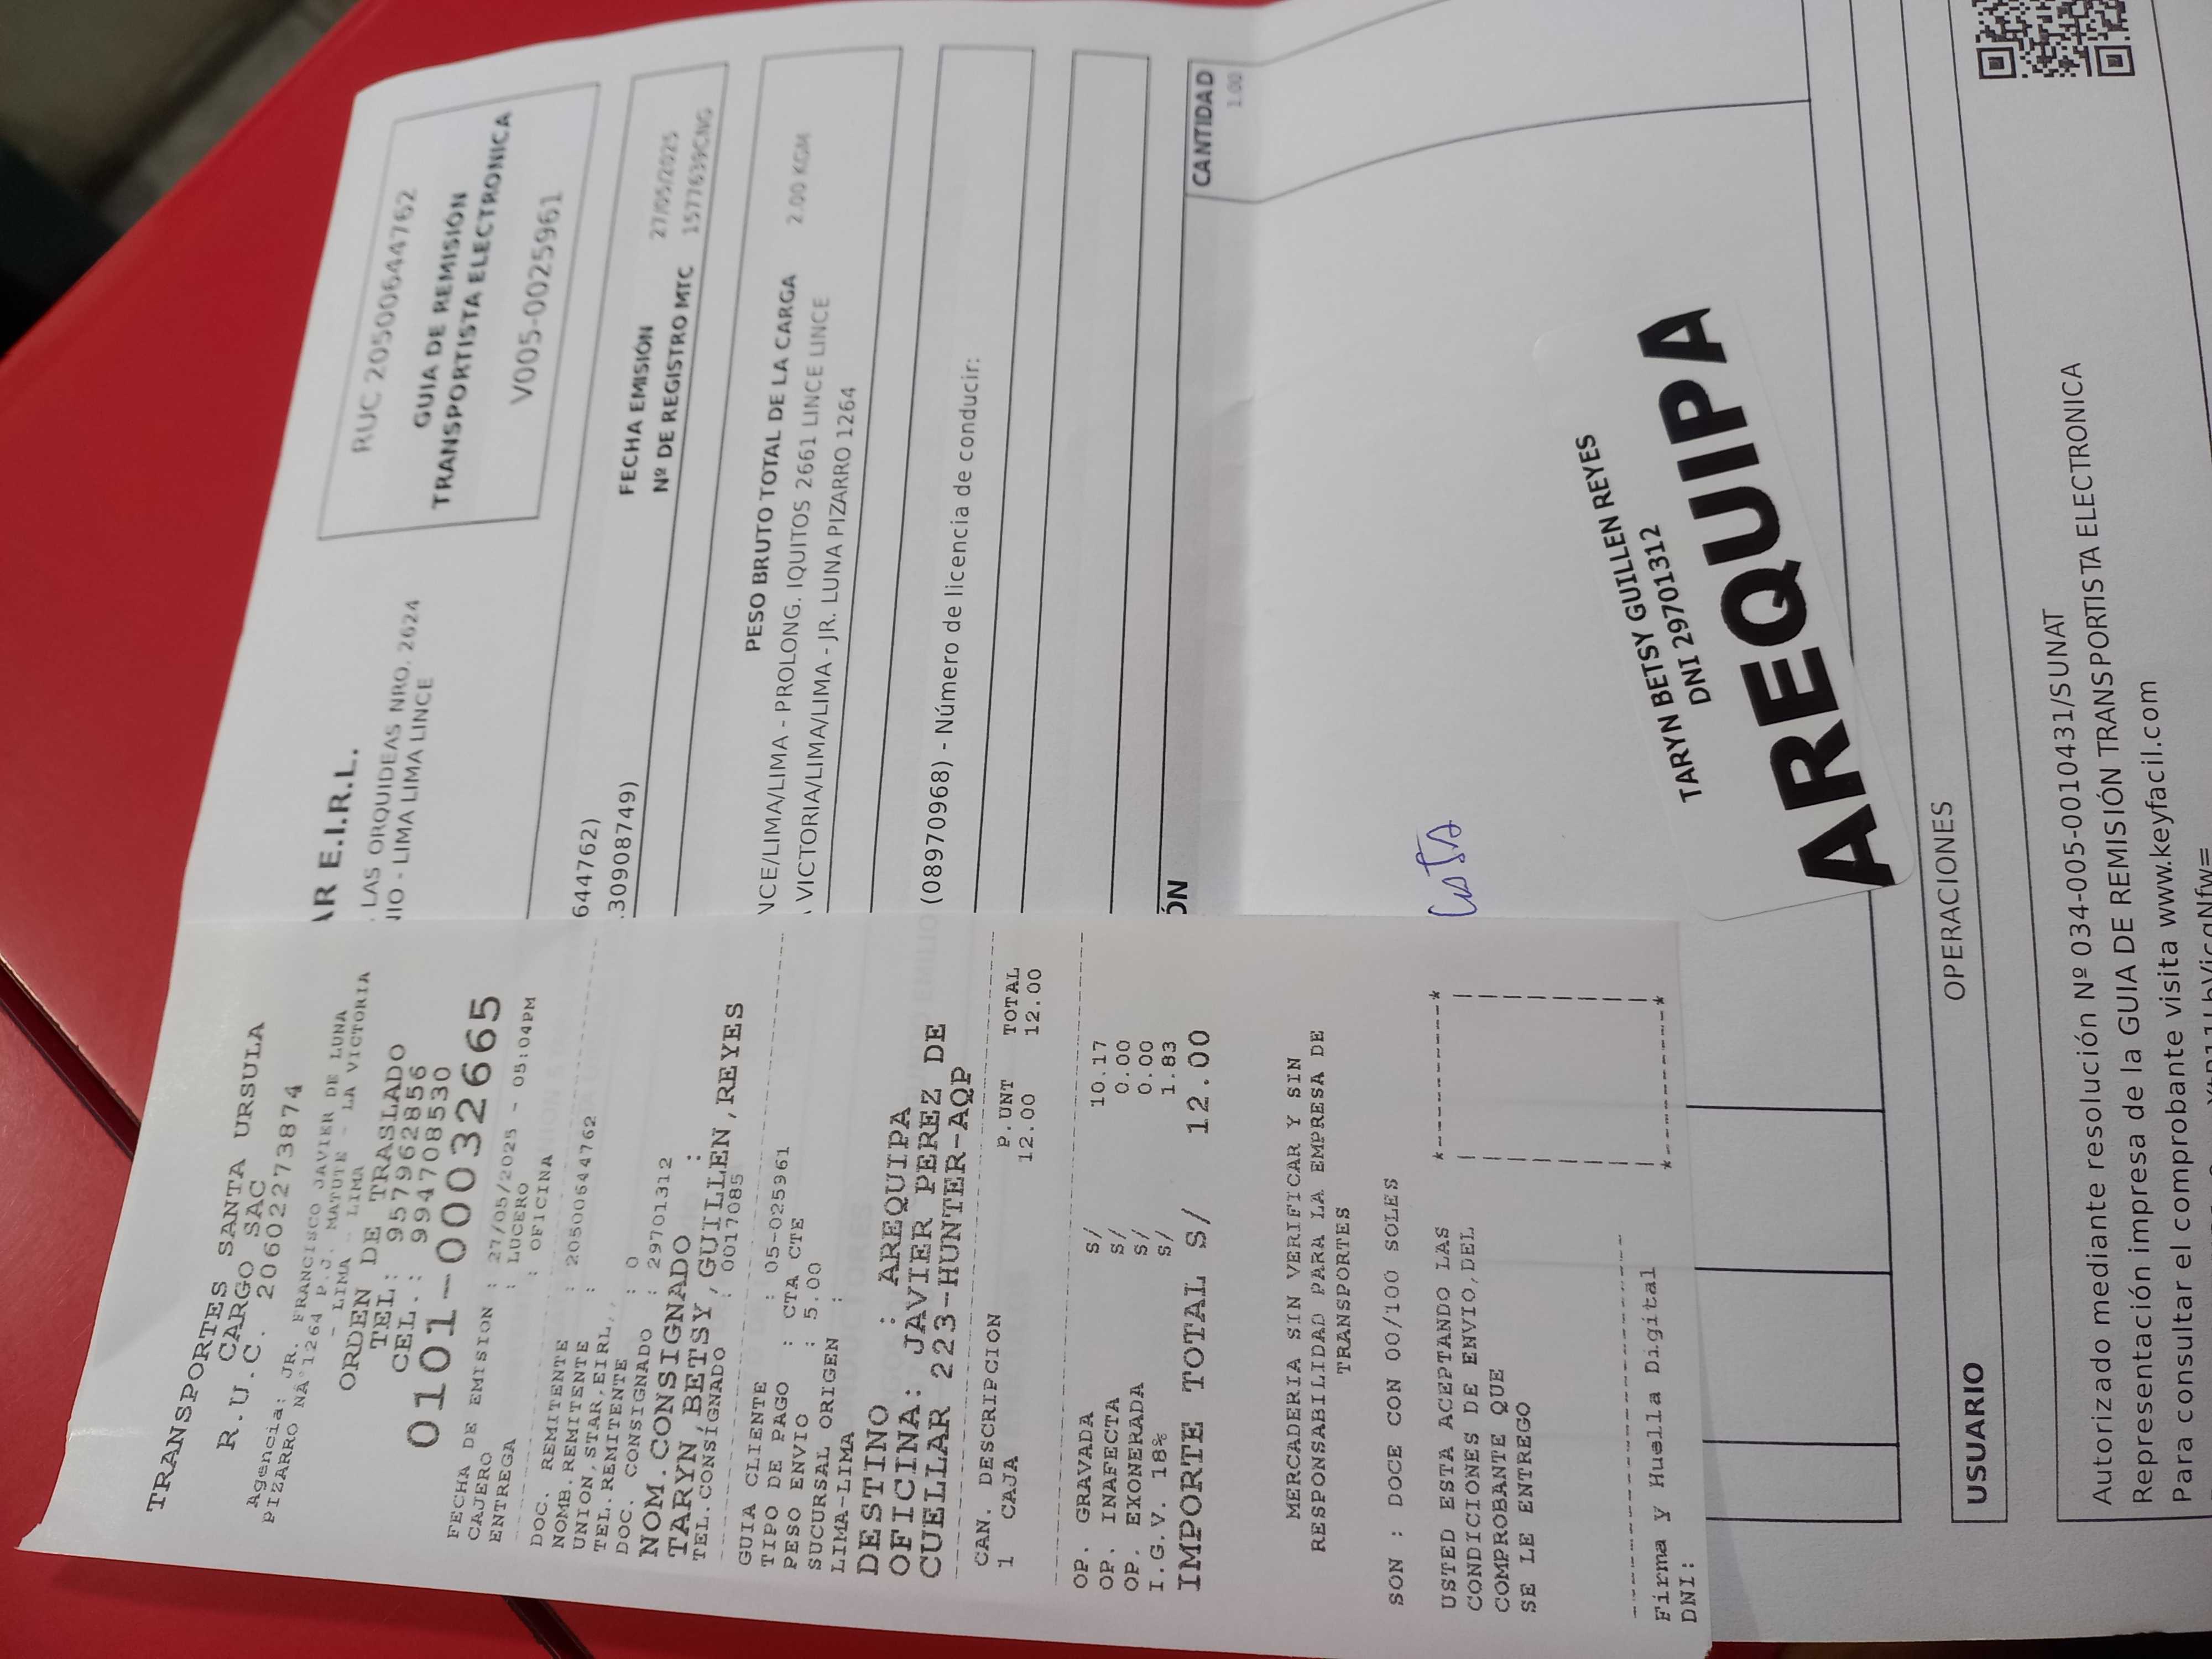 TRANSPORTES SANTA URSULA
CARGO SAC
R.U.C. 20602273874
Agencia: JR. FRANCISCO JAVIER DE LUNA
PIZARRO NÂ°1264 P.J. MATUTE - LA VICTORIA
- LIMA - LIMA
ORDEN DE TRASLADO
TEL: 957962856
CEL.: 994708530
0101-00032665
FECHA DE EMISION : 27/05/2025 - 05:04PM
CAJERO : LUCERO
ENTREGA : OFICINA
DOC. REMITENTE : 20500644762
NOMB.REMITENTE :
UNION,STAR,EIRL,
TEL.REMITENTE : 0
DOC. CONSIGNADO : 29701312
NOM.CONSIGNADO :
TARYN,BETSY,GUILLEN,REYES
TEL.CONSIGNADO : 0017085
GUIA CLIENTE : 05-025961
TIPO DE PAGO : CTA CTE
PESO ENVIO : 5.00
SUCURSAL ORIGEN :
LIMA-LIMA
DESTINO : AREQUIPA
OFICINA: JAVIER PEREZ DE
CUELLAR 223-HUNTER-AQP
CAN. DESCRIPCION P.UNT TOTAL
1 CAJA 12.00 12.00
OP. GRAVADA S/ 10.17
OP. INAFECTA S/ 0.00
OP. EXONERADA S/ 0.00
I.G.V. 18% S/ 1.83
IMPORTE TOTAL S/ 12.00
MERCADERIA SIN VERIFICAR Y SIN
RESPONSABILIDAD PARA LA EMPRESA DE
TRANSPORTES
SON : DOCE CON 00/100 SOLES
USTED ESTA ACEPTANDO LAS
CONDICIONES DE ENVIO,DEL
COMPROBANTE QUE
SE LE ENTREGO
Firma y Huella Digital
DNI:
AR E.I.R.L.
LAS ORQUIDEAS NRO. 2624
NIO - LIMA LIMA LINCE
RUC 20500644762
GUIA DE REMISIÓN
TRANSPORTISTA ELECTRONICA
V005-0025961
644762)
.309087​49)
FECHA EMISIÓN 27/05/2025
Nº DE REGISTRO MTC 1577639CNG
PESO BRUTO TOTAL DE LA CARGA 2.00 KGM
NCE/LIMA/LIMA - PROLONG. IQUITOS 2661 LINCE LINCE
VICTORIA/LIMA/LIMA - JR. LUNA PIZARRO 1264
(08970968) - Número de licencia de conducir:
ÓN
CANTIDAD
1.00
TARYN BETSY GUILLEN REYES
DNI 29701312
AREQUIPA
OPERACIONES
USUARIO
Autorizado mediante resolución Nº 034-005-0010431/SUNAT
Representación impresa de la GUIA DE REMISIÓN TRANSPORTISTA ELECTRONICA
Para consultar el comprobante visita www.keyfacil.com